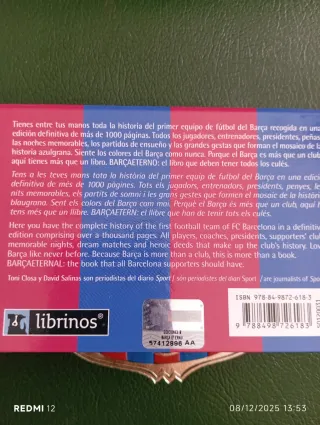 Tienes entre tus manos toda la historia del primer equipo de fútbol del Barça recogida en una
edición definitiva de más de 1000 páginas. Todos los jugadores, entrenadores, presidentes, peñas
las noches memorables, los partidos de ensueño y las grandes gestas que forman el mosaico de la
historia azulgrana. Siente los colores del Barça como nunca. Porque el Barça es más que un club,
aquí tienes más que un libro. BARÇAETERNO: el libro que deben tener todos los culés.
Tens a les teves mans tota la història del primer equip de futbol del Barça en una edici
definitiva de més de 1000 pàgines. Tots els jugadors, entrenadors, presidents, penyes, le
nits memorables, els partits de somni i les grans gestes que formen el mosaic de la històri
blaugrana. Sent els colors del Barça com mai. Perquè el Barça és més que un club, aquí h
tens més que un llibre. BARÇAETERN: el llibre que han de tenir tots els culés.
Here you have the complete history of the first football team of FC Barcelona in a definitiv
edition comprising over a thousand pages. All players, coaches, presidents, supporters' club
memorable nights, dream matches and heroic deeds that make up the club's history. Lov
Barça like never before. Because Barça is more than a club, this is more than a book.
BARÇAETERNAL: the book that all Barcelona supporters should have.
Toni Closa y David Salinas son periodistas del diario Sport / són periodistes del diari Sport / are journalists of Spo
librinos®
57412886 AA
ISBN: 978-84-9872-618-3
9 788498 726183
REDMI 12
08/12/2025 13:53